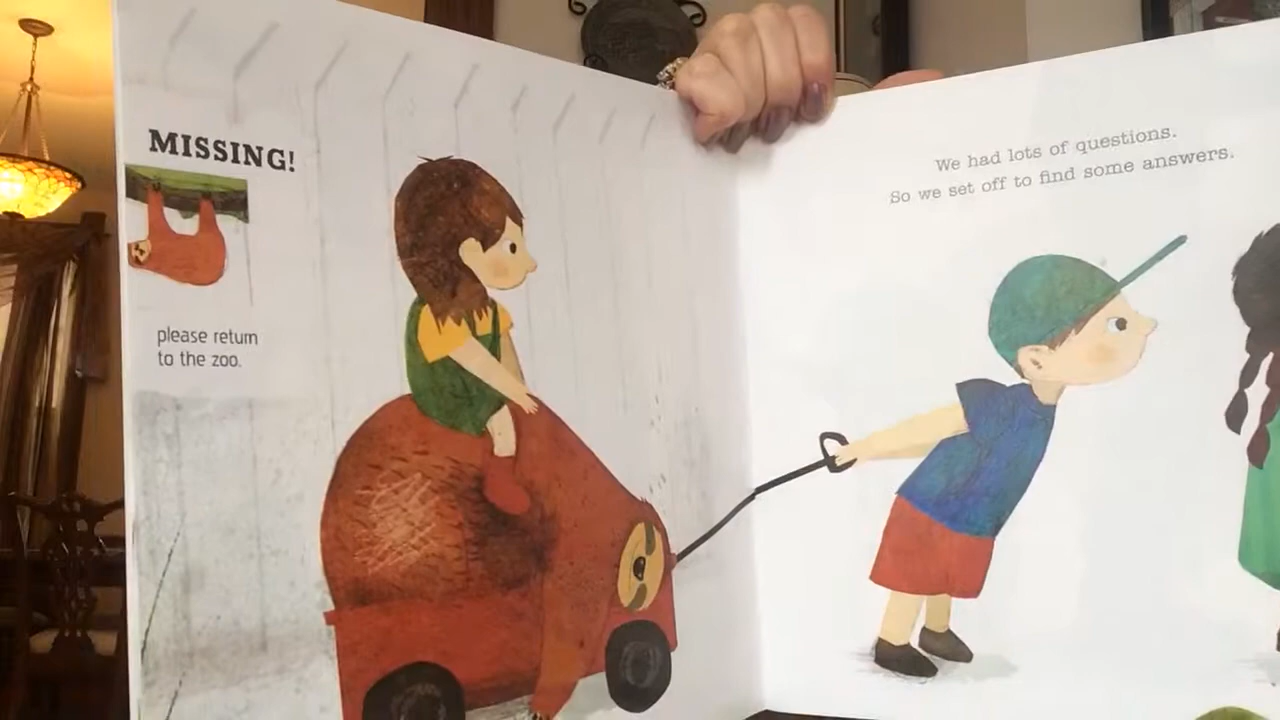 MISSING!
please return
to the zoo.
We had lots of questions.
So we set off to find some answers.